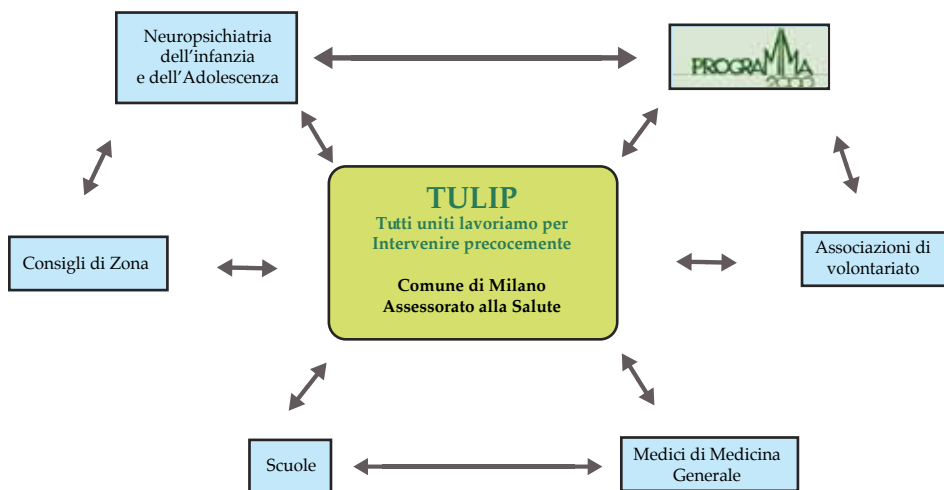 Neuropsichiatria
dell'infanzia
e dell'Adolescenza
PROGRAMMA
2000
TULIP
Tutti uniti lavoriamo per
Intervenire precocemente
Comune di Milano
Assessorato alla Salute
Consigli di Zona
Associazioni di
volontariato
Scuole
Medici di Medicina
Generale